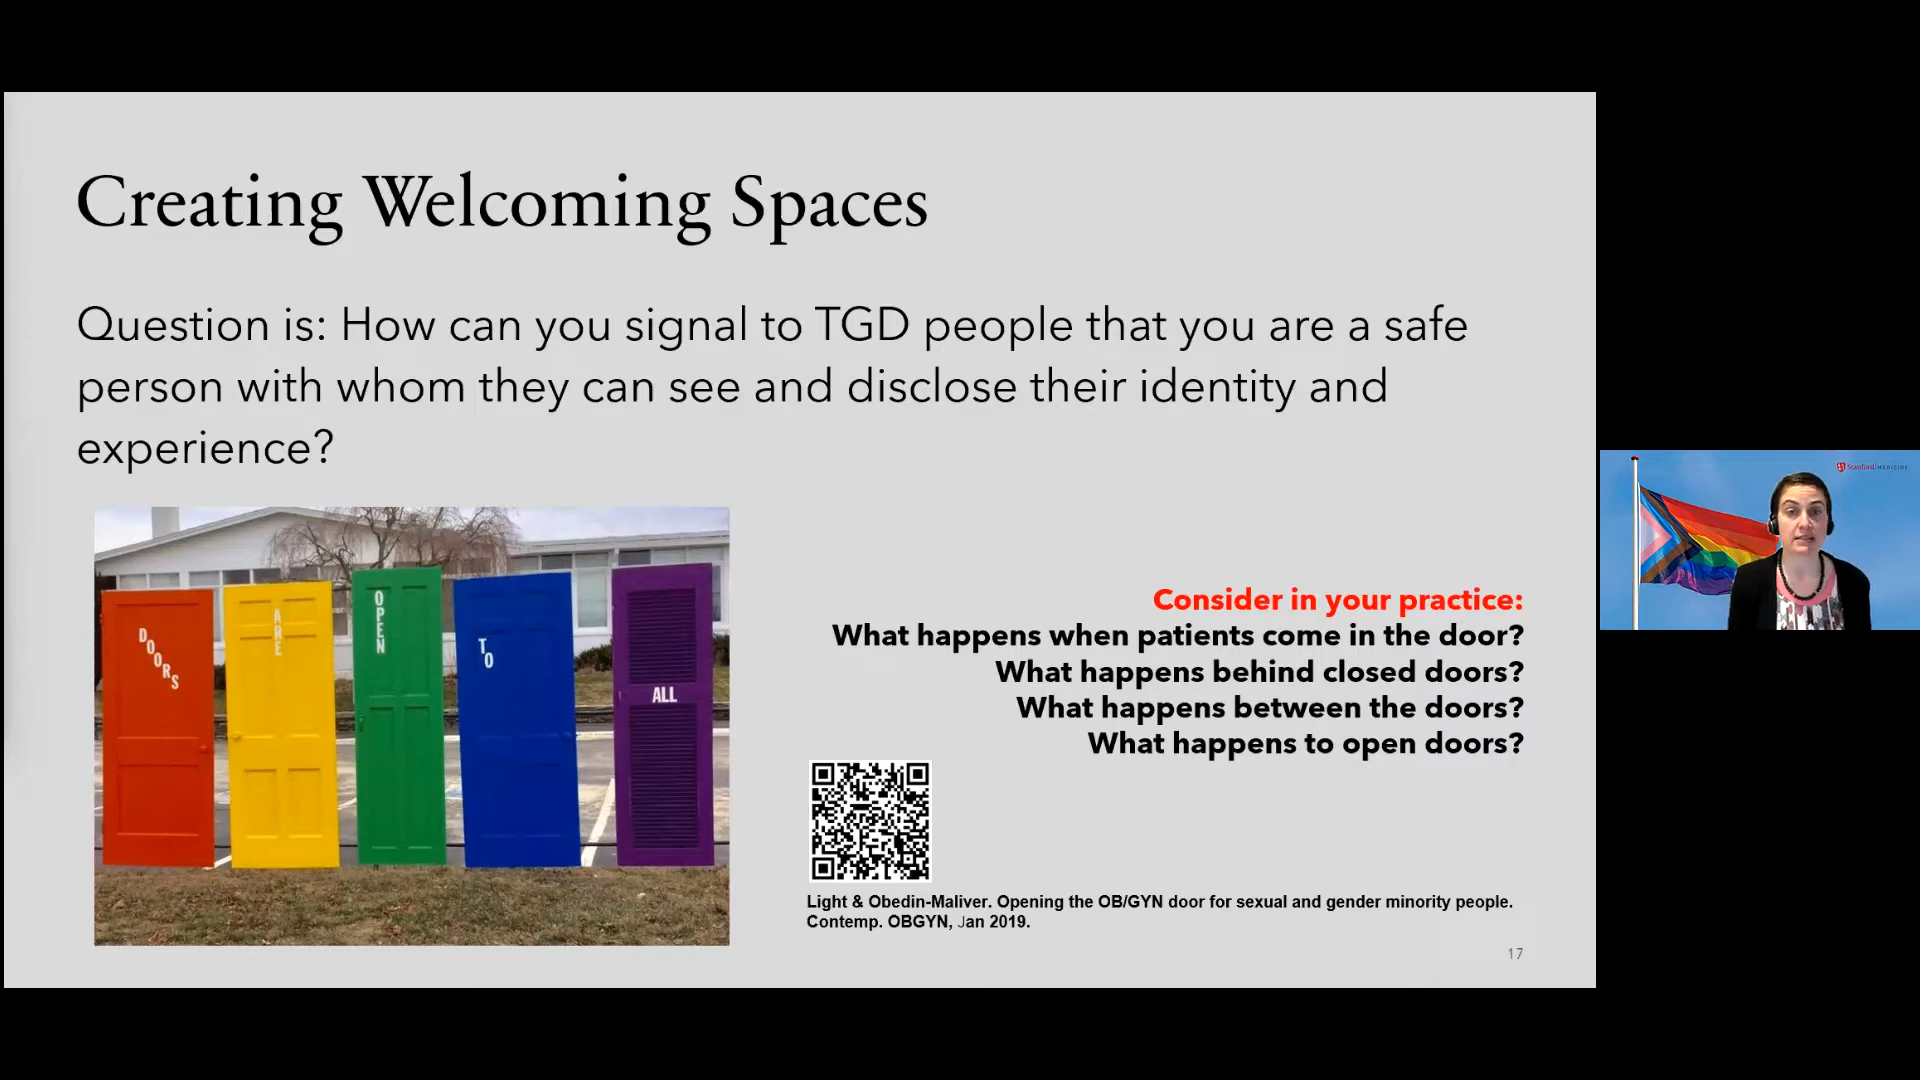 Creating Welcoming Spaces
Question is: How can you signal to TGD people that you are a safe
person with whom they can see and disclose their identity and
experience?
DOORS
ARE
OPEN
TO
ALL
Consider in your practice:
What happens when patients come in the door?
What happens behind closed doors?
What happens between the doors?
What happens to open doors?
Light & Obedin-Maliver. Opening the OB/GYN door for sexual and gender minority people.
Contemp. OBGYN, Jan 2019.
17
Stanford MEDICINE